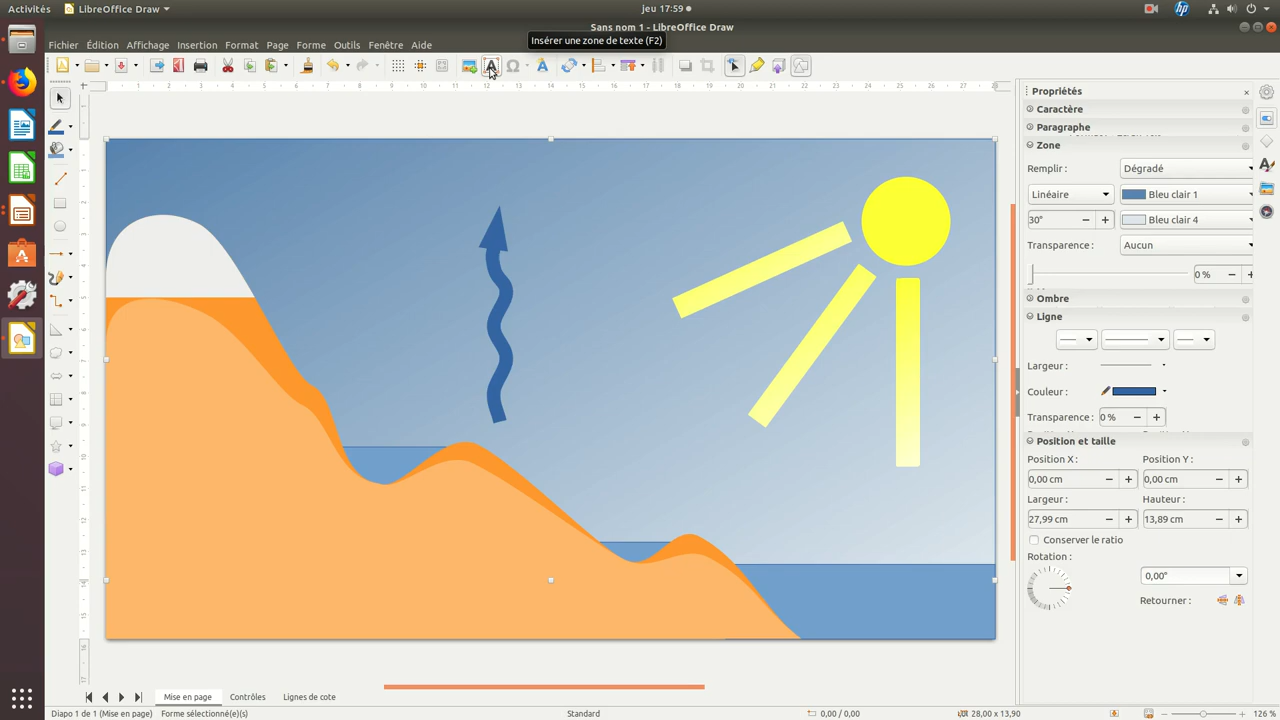 Activités
LibreOffice Draw
jeu 17:59
Sans nom 1 - LibreOffice Draw
Fichier
Édition
Affichage
Insertion
Format
Page
Forme
Outils
Fenêtre
Aide
Insérer une zone de texte (F2)
Propriétés
Caractère
Paragraphe
Zone
Remplir :
Dégradé
Linéaire
Bleu clair 1
30°
Bleu clair 4
Transparence :
Aucun
0 %
Ombre
Ligne
Largeur :
Couleur :
Transparence :
0 %
Position et taille
Position X :
Position Y :
0,00 cm
0,00 cm
Largeur :
Hauteur :
27,99 cm
13,89 cm
Conserver le ratio
Rotation :
0,00°
Retourner :
Mise en page
Contrôles
Lignes de cote
Diapo 1 de 1 (Mise en page)
Forme sélectionné(e)(s)
Standard
0,00 / 0,00
28,00 x 13,90
126 %